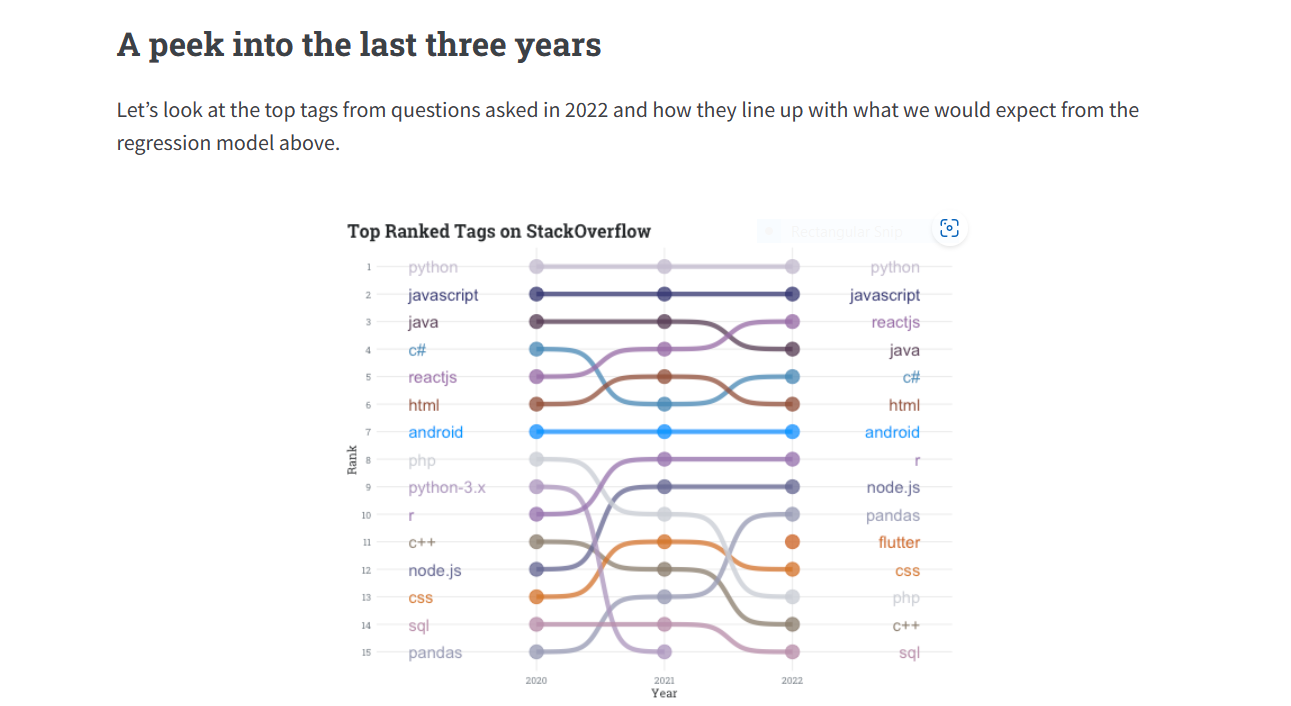 A peek into the last three years
Let’s look at the top tags from questions asked in 2022 and how they line up with what we would expect from the
regression model above.
Top Ranked Tags on StackOverflow
Rectangular Snip
1 python python
2 javascript javascript
3 java reactjs
4 c# java
5 reactjs c#
6 html html
7 android android
Rank
8 php r
9 python-3.x node.js
10 r pandas
11 c++ flutter
12 node.js css
13 css php
14 sql c++
15 pandas sql
2020 2021 2022
Year